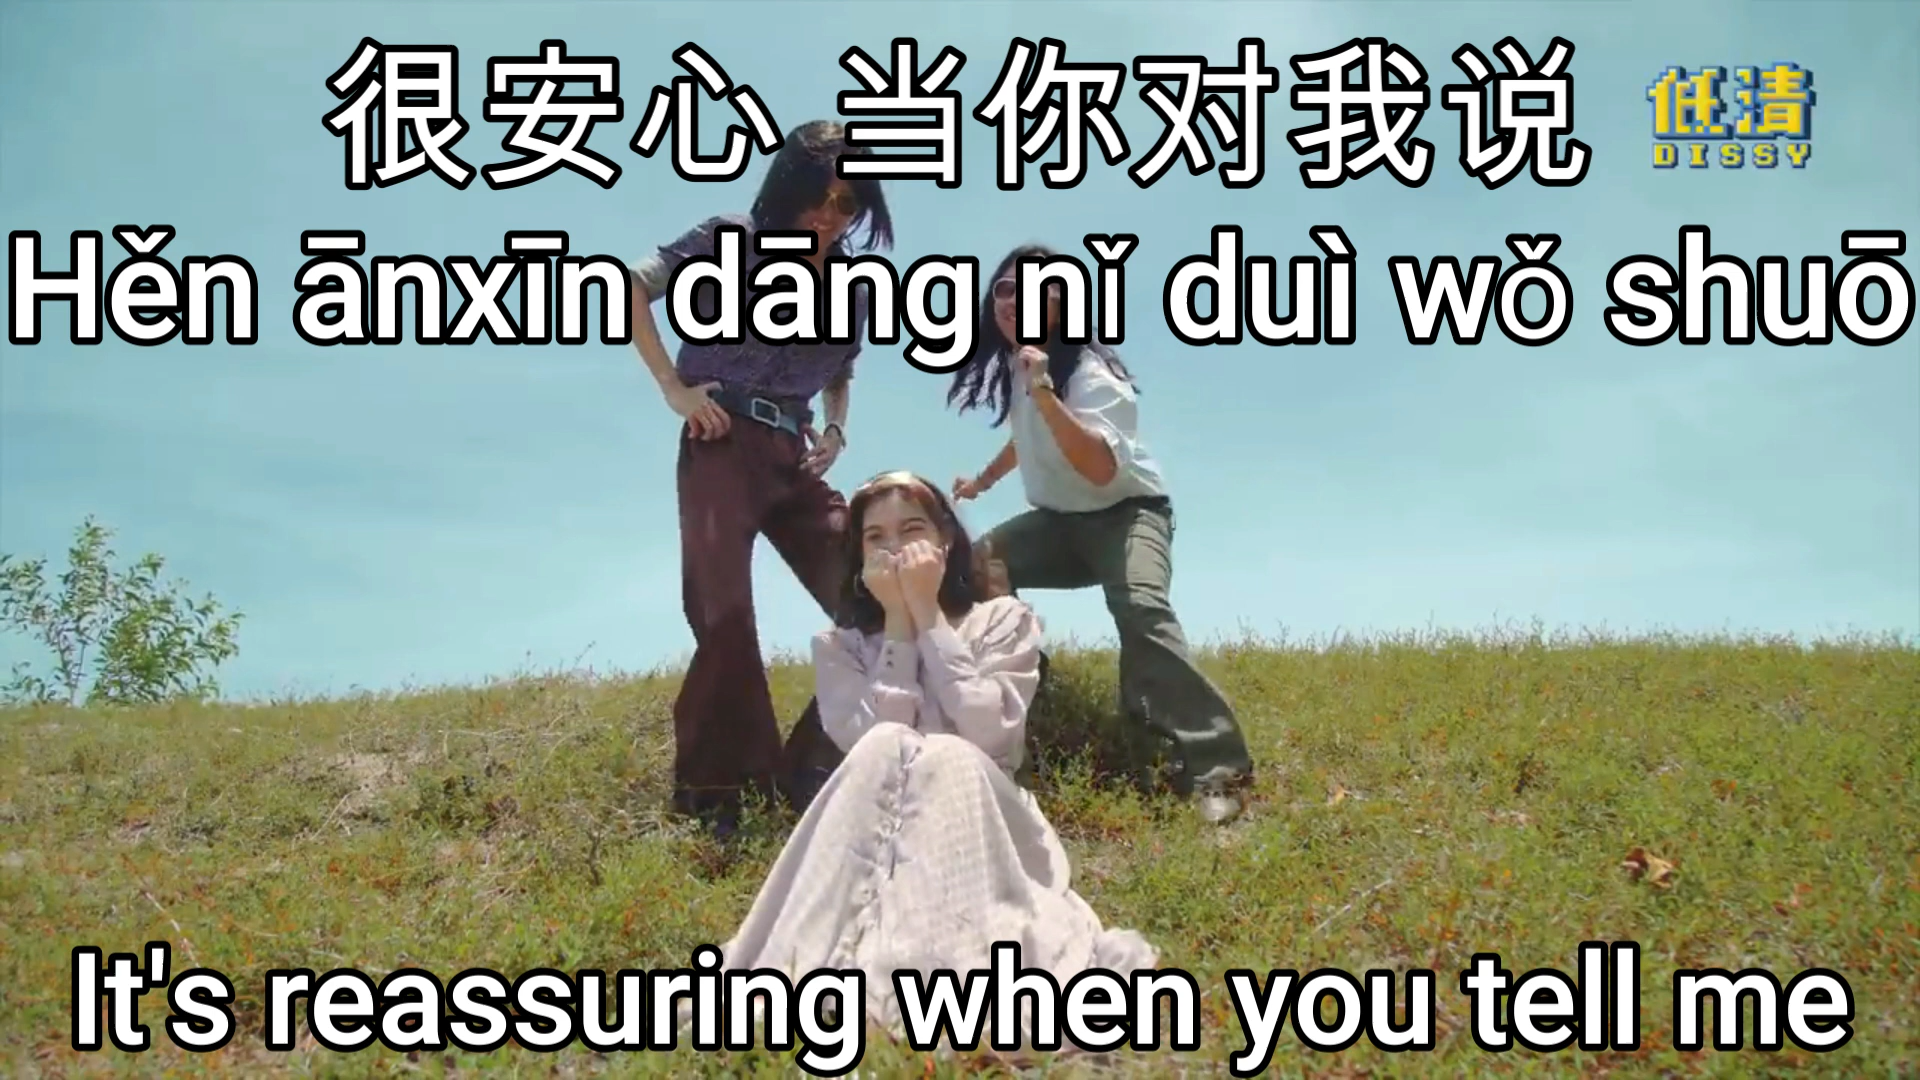 很安心 当你对我说
低清
DISSY
Hěn ānxīn dāng nǐ duì wǒ shuō
It's reassuring when you tell me